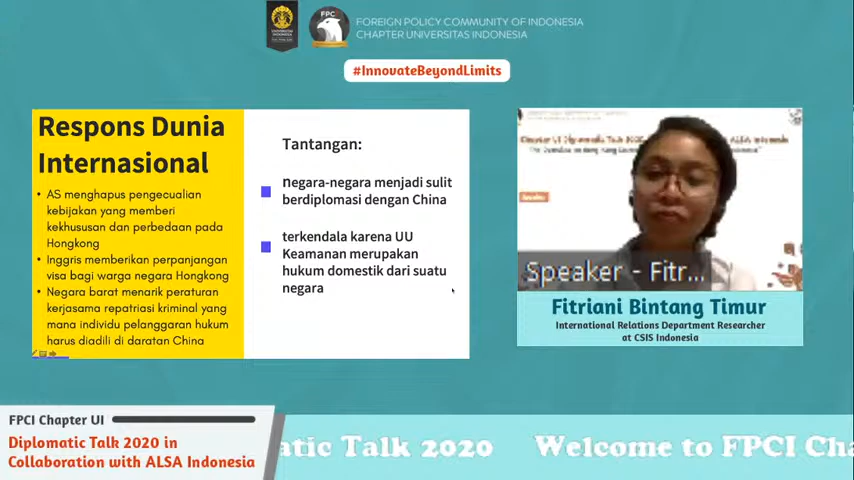 FPC
FOREIGN POLICY COMMUNITY OF INDONESIA
CHAPTER UNIVERSITAS INDONESIA
#InnovateBeyondLimits
Respons Dunia
Internasional
• AS menghapus pengecualian
kebijakan yang memberi
kekhususan dan perbedaan pada
Hongkong
• Inggris memberikan perpanjangan
visa bagi warga negara Hongkong
• Negara barat menarik peraturan
kerjasama repatriasi kriminal yang
mana individu pelanggaran hukum
harus diadili di daratan China
Tantangan:
negara-negara menjadi sulit
berdiplomasi dengan China
terkendala karena UU
Keamanan merupakan
hukum domestik dari suatu
negara
Speaker - Fitr...
Fitriani Bintang Timur
International Relations Department Researcher
at CSIS Indonesia
FPCI Chapter UI
Diplomatic Talk 2020 in
Collaboration with ALSA Indonesia
atic Talk 2020 Welcome to FPCI Cha